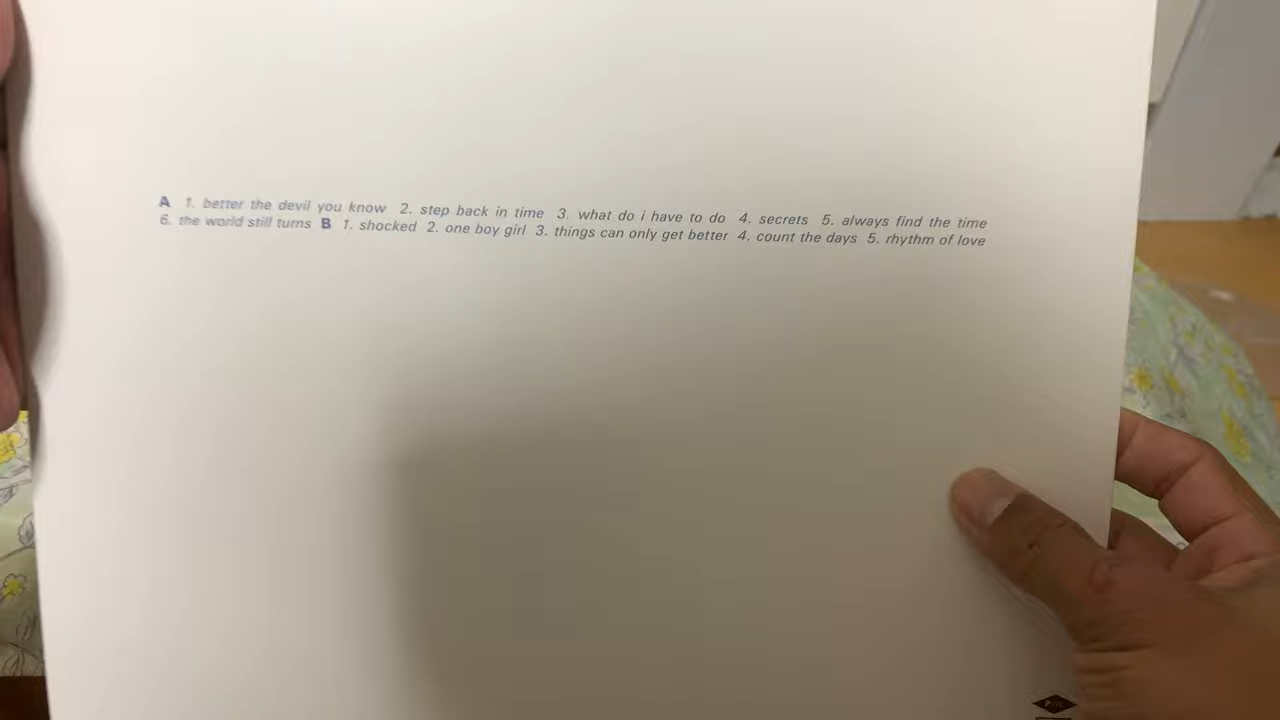 A 1. better the devil you know 2. step back in time 3. what do i have to do 4. secrets 5. always find the time
6. the world still turns B 1. shocked 2. one boy girl 3. things can only get better 4. count the days 5. rhythm of love